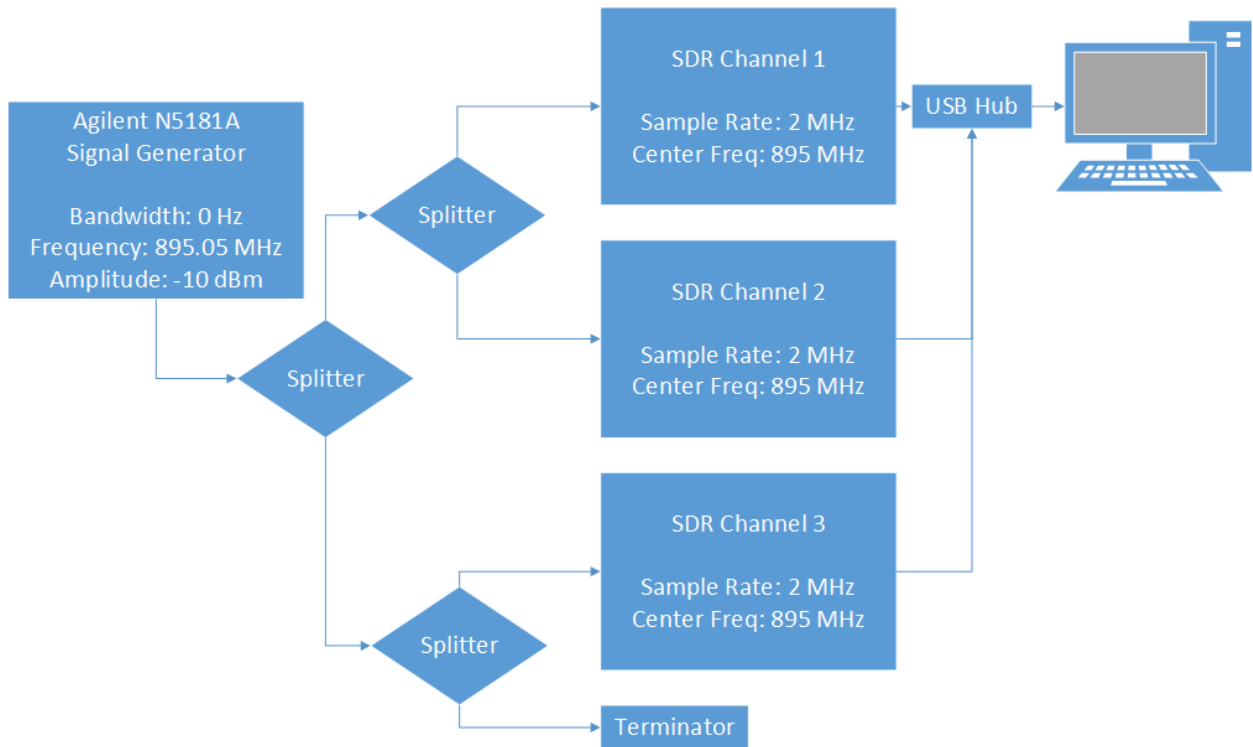 Agilent N5181A
Signal Generator
Bandwidth: 0 Hz
Frequency: 895.05 MHz
Amplitude: -10 dBm
Splitter
Splitter
Splitter
SDR Channel 1
Sample Rate: 2 MHz
Center Freq: 895 MHz
SDR Channel 2
Sample Rate: 2 MHz
Center Freq: 895 MHz
SDR Channel 3
Sample Rate: 2 MHz
Center Freq: 895 MHz
Terminator
USB Hub